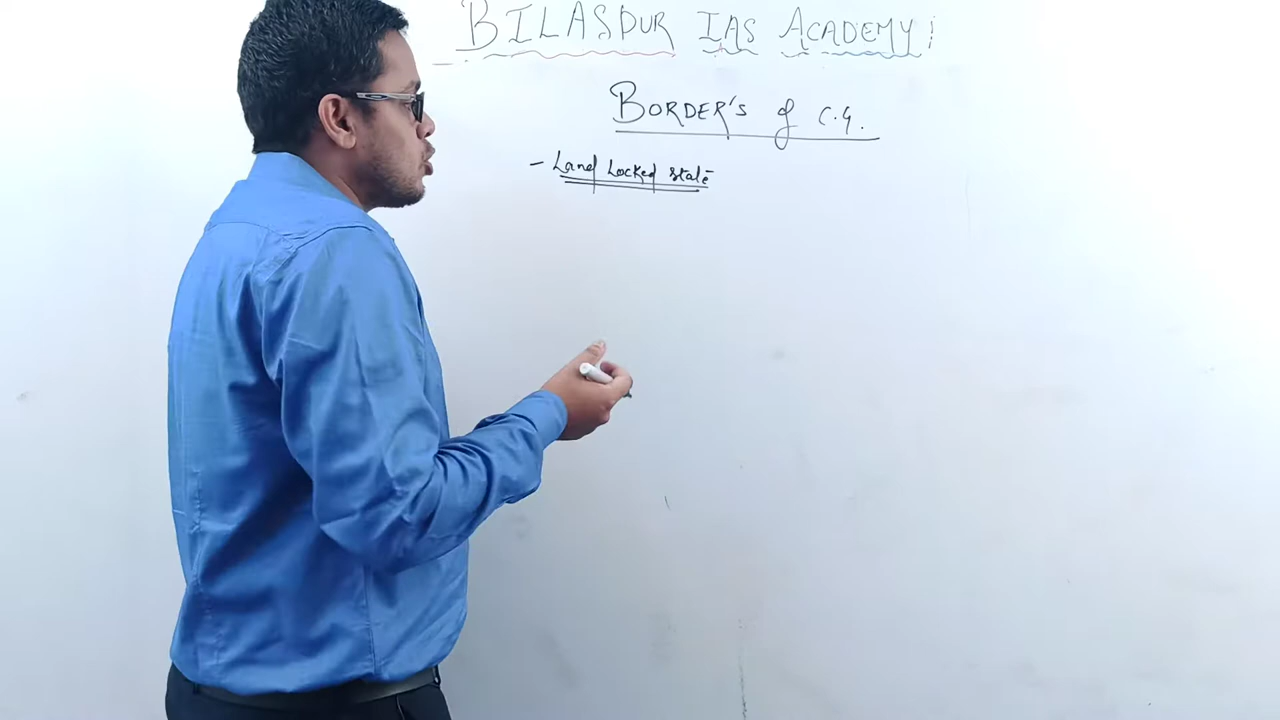 BILASPUR IAS ACADEMY
BORDER'S of C.G.
- Land Locked state